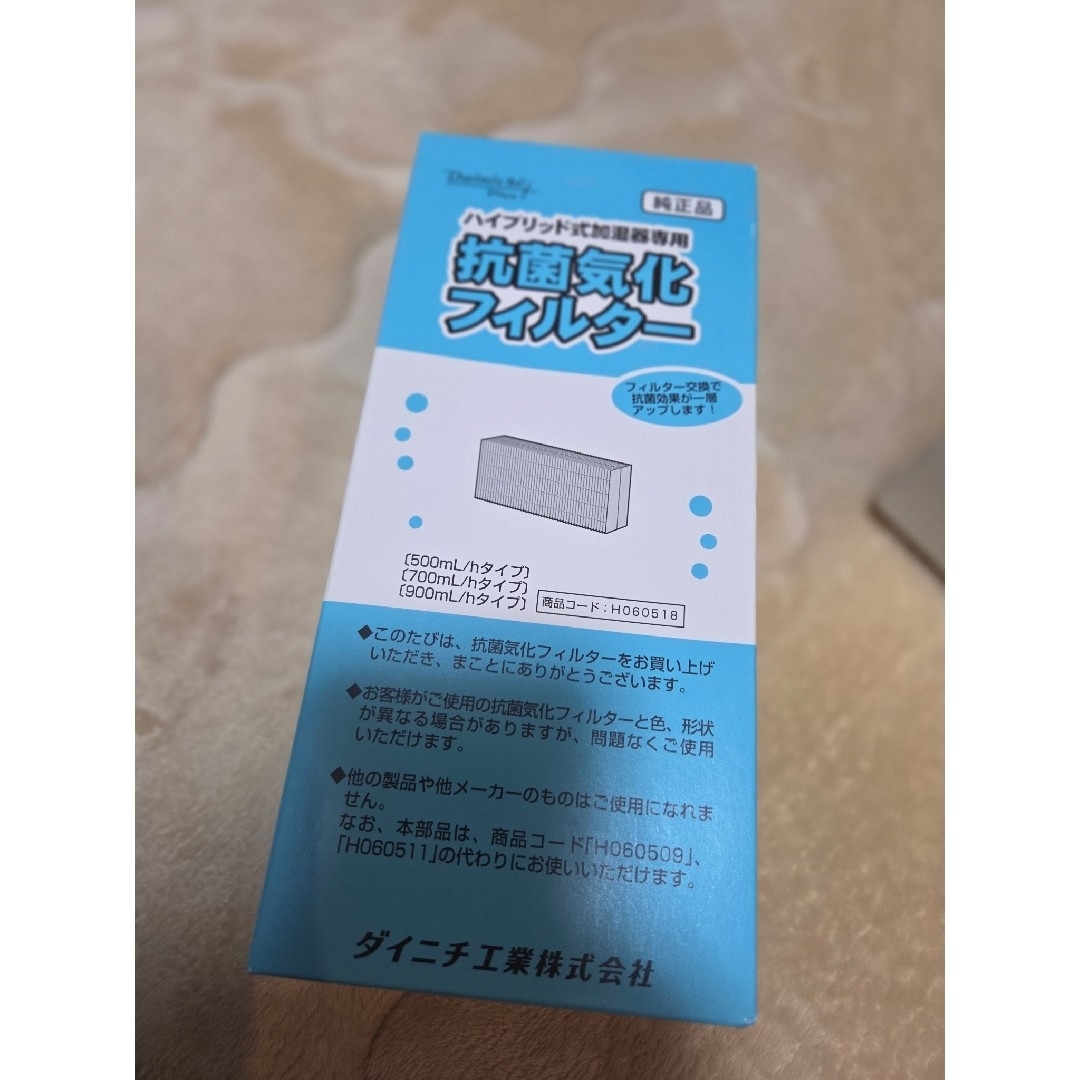 Dainichi
Plus
純正品
ハイブリッド式加湿器専用
抗菌気化
フィルター
フィルター交換で
抗菌効果が一層
アップします！
〔500mL/hタイプ〕
〔700mL/hタイプ〕
〔900mL/hタイプ〕
商品コード：H060518
◆このたびは、抗菌気化フィルターをお買い上げ
いただき、まことにありがとうございます。
◆お客様がご使用の抗菌気化フィルターと色、形状
が異なる場合がありますが、問題なくご使用
いただけます。
◆他の製品や他メーカーのものはご使用になれま
せん。
なお、本部品は、商品コード「H060509」、
「H060511」の代わりにお使いいただけます。
ダイニチ工業株式会社